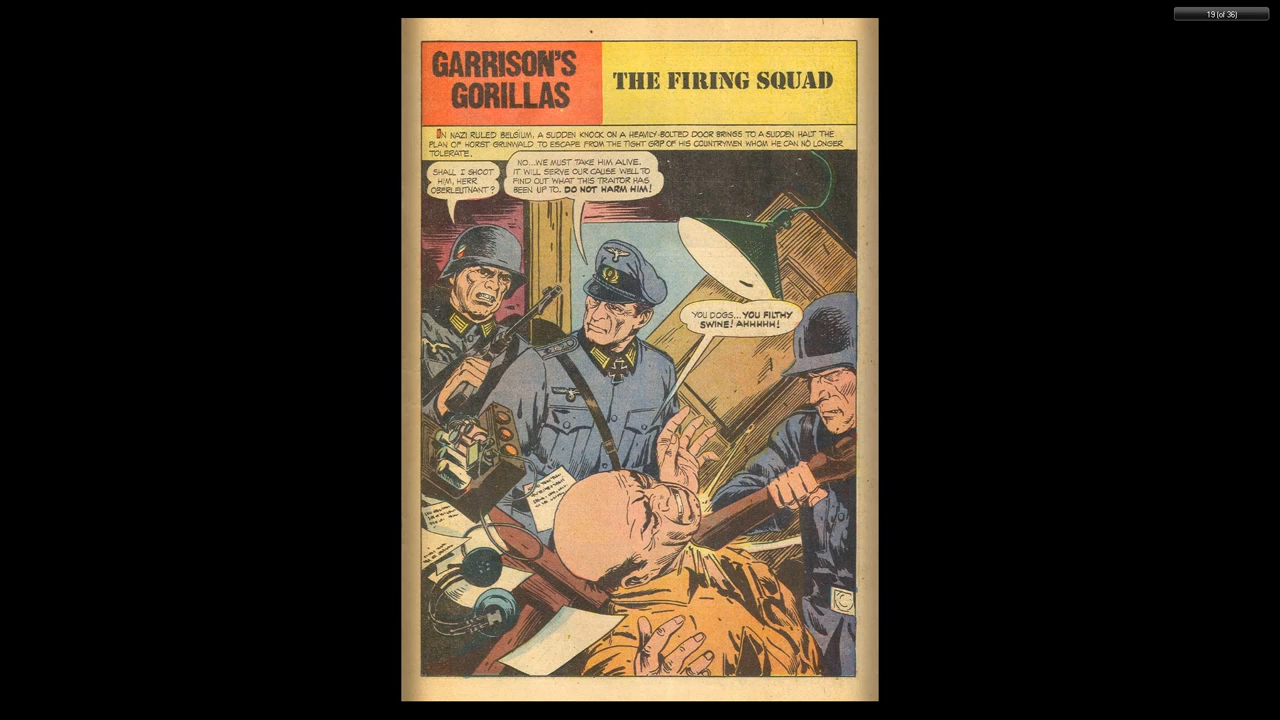 19 (of 36)
GARRISON'S
GORILLAS
THE FIRING SQUAD
IN NAZI RULED BELGIUM, A SUDDEN KNOCK ON A HEAVILY-BOLTED DOOR BRINGS TO A SUDDEN HALT THE
PLAN OF HORST GRUNWALD TO ESCAPE FROM THE TIGHT GRIP OF HIS COUNTRYMEN WHOM HE CAN NO LONGER
TOLERATE.
SHALL I SHOOT
HIM, HERR
OBERLEUTNANT?
NO...WE MUST TAKE HIM ALIVE.
IT WILL SERVE OUR CAUSE WELL TO
FIND OUT WHAT THIS TRAITOR HAS
BEEN UP TO. DO NOT HARM HIM!
YOU DOGS...YOU FILTHY
SWINE! AHHHHH!